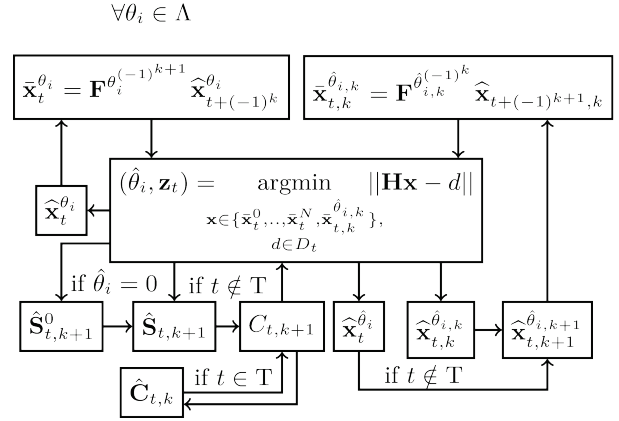 ∀θ_i ∈ Λ
x̄_t^{θ_i} = F^{θ_i^{(-1)^{k+1}}} x̂_{t+(-1)^k}^{θ_i}
x̄_{t,k}^{θ̂_{i,k}} = F^{θ̂_{i,k}^{(-1)^k}} x̂_{t+(-1)^{k+1},k}
(θ̂_i, z_t) = argmin ||Hx − d||
x∈{x̄_t^0,..,x̄_t^N,x̄_{t,k}^{θ̂_{i,k}}},
d∈D_t
x̂_t^{θ_i}
if θ̂_i = 0
if t ∉ T
Ŝ_{t,k+1}^0
Ŝ_{t,k+1}
C_{t,k+1}
x̂_t^{θ̂_i}
x̂_{t,k}^{θ̂_{i,k}}
x̂_{t,k+1}^{θ̂_{i,k+1}}
Ĉ_{t,k}
if t ∈ T
if t ∉ T